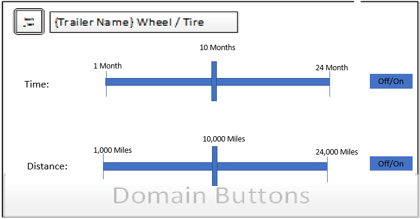 {Trailer Name} Wheel / Tire
10 Months
1 Month
24 Month
Time:
Off/On
10,000 Miles
1,000 Miles
24,000 Miles
Distance:
Off/On
Domain Buttons